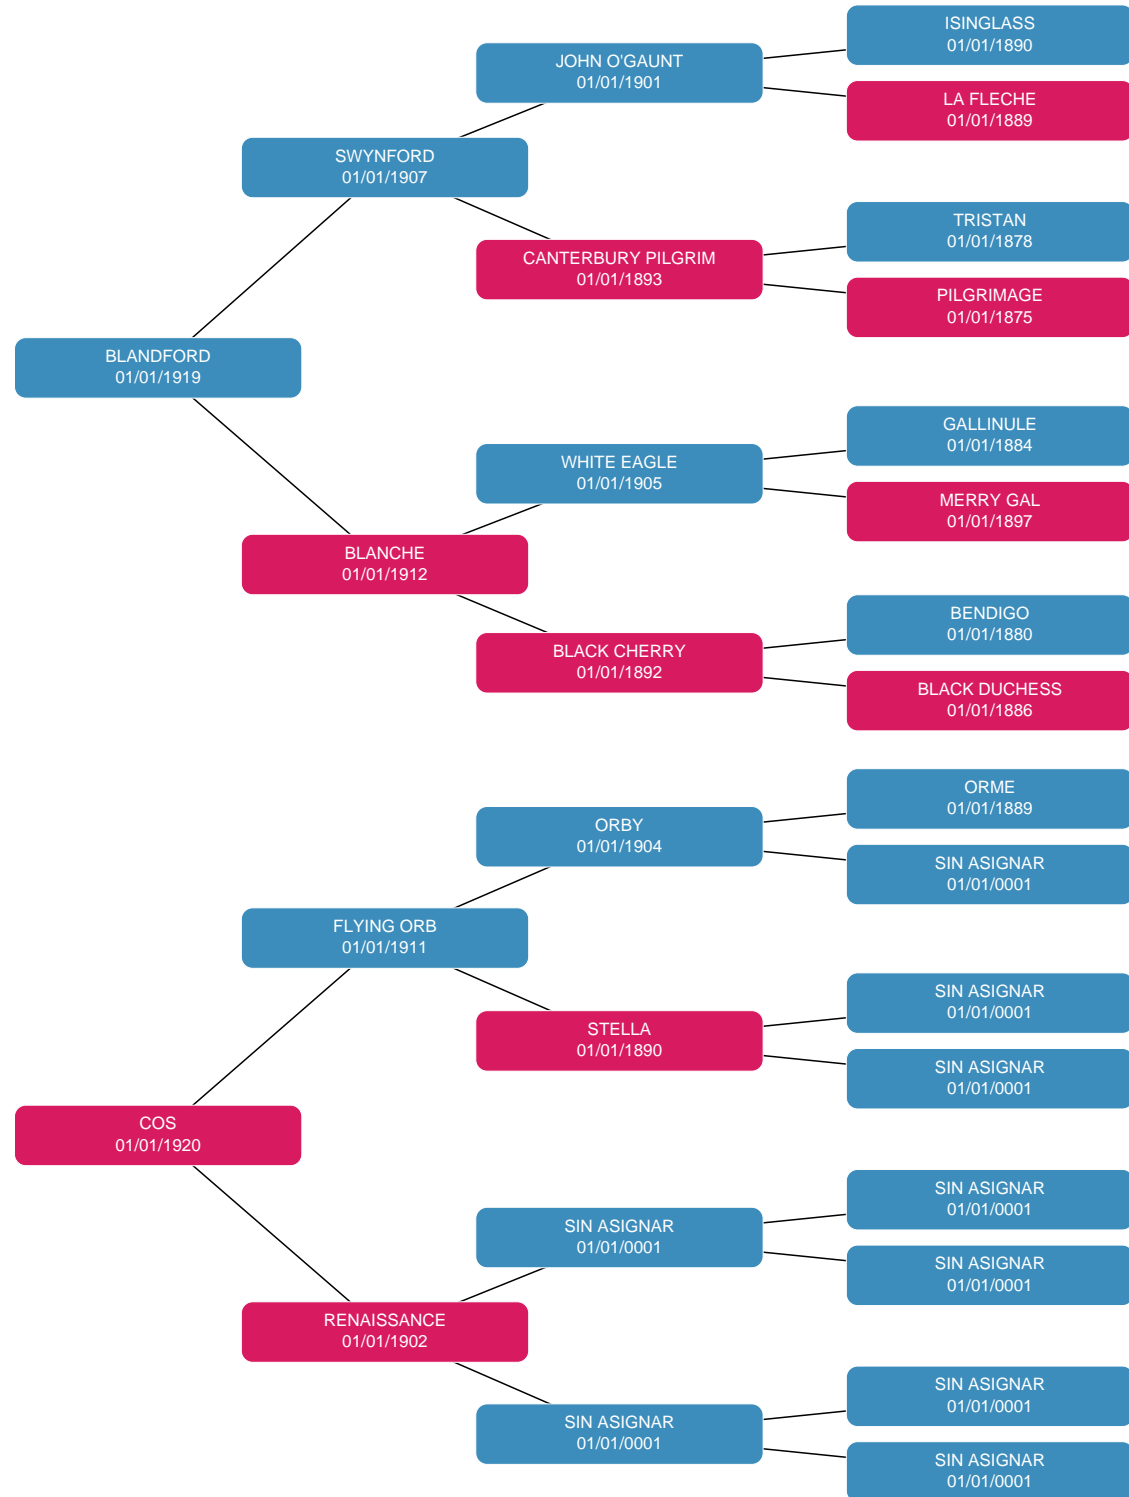 ISINGLASS
01/01/1890
JOHN O'GAUNT
01/01/1901
LA FLECHE
01/01/1889
SWYNFORD
01/01/1907
TRISTAN
01/01/1878
CANTERBURY PILGRIM
01/01/1893
PILGRIMAGE
01/01/1875
BLANDFORD
01/01/1919
GALLINULE
01/01/1884
WHITE EAGLE
01/01/1905
MERRY GAL
01/01/1897
BLANCHE
01/01/1912
BENDIGO
01/01/1880
BLACK CHERRY
01/01/1892
BLACK DUCHESS
01/01/1886
ORME
01/01/1889
ORBY
01/01/1904
SIN ASIGNAR
01/01/0001
FLYING ORB
01/01/1911
SIN ASIGNAR
01/01/0001
STELLA
01/01/1890
SIN ASIGNAR
01/01/0001
COS
01/01/1920
SIN ASIGNAR
01/01/0001
SIN ASIGNAR
01/01/0001
SIN ASIGNAR
01/01/0001
RENAISSANCE
01/01/1902
SIN ASIGNAR
01/01/0001
SIN ASIGNAR
01/01/0001
SIN ASIGNAR
01/01/0001